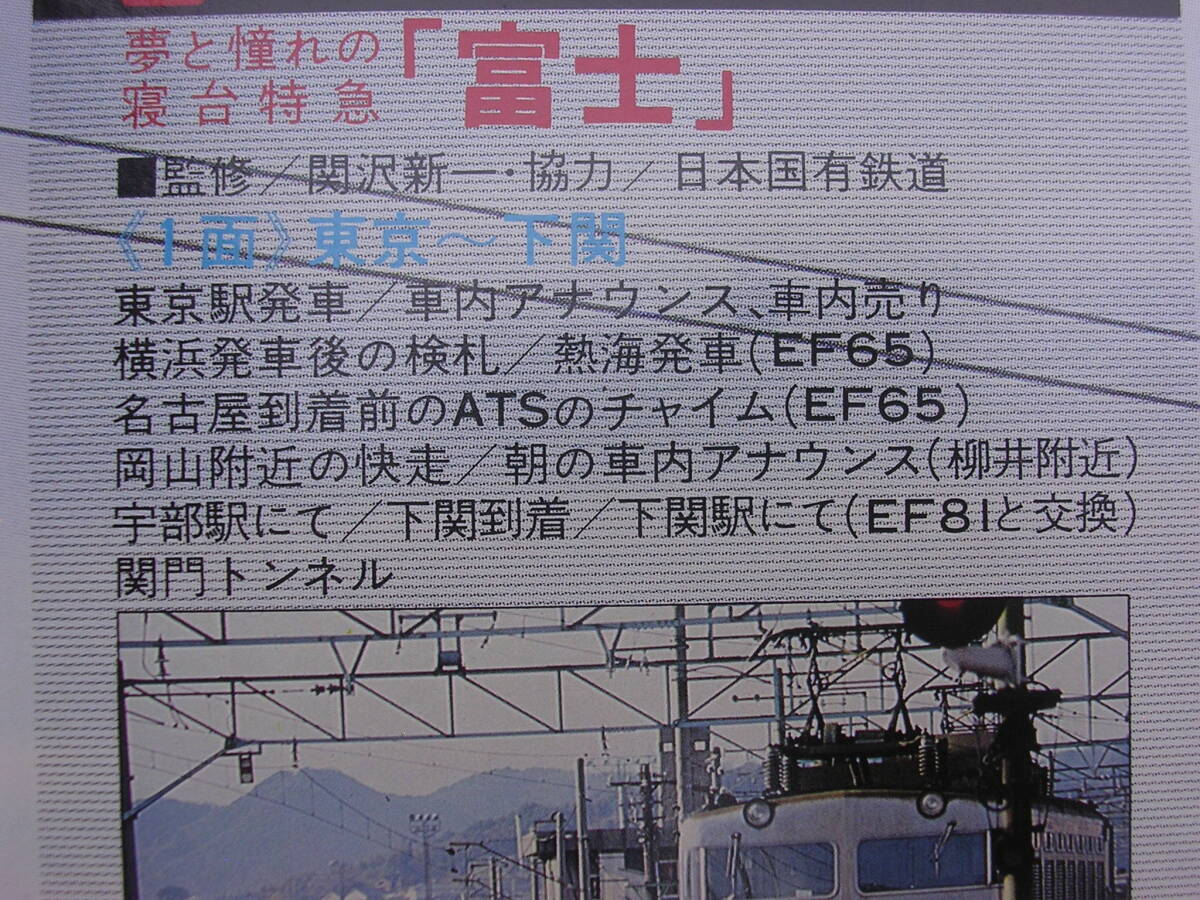 夢と憧れの
寝台特急「富士」
■監修／関沢新一・協力／日本国有鉄道
《1面》東京〜下関
東京駅発車／車内アナウンス、車内売り
横浜発車後の検札／熱海発車(EF65)
名古屋到着前のATSのチャイム(EF65)
岡山附近の快走／朝の車内アナウンス(柳井附近)
宇部駅にて／下関到着／下関駅にて(EF81と交換)
関門トンネル